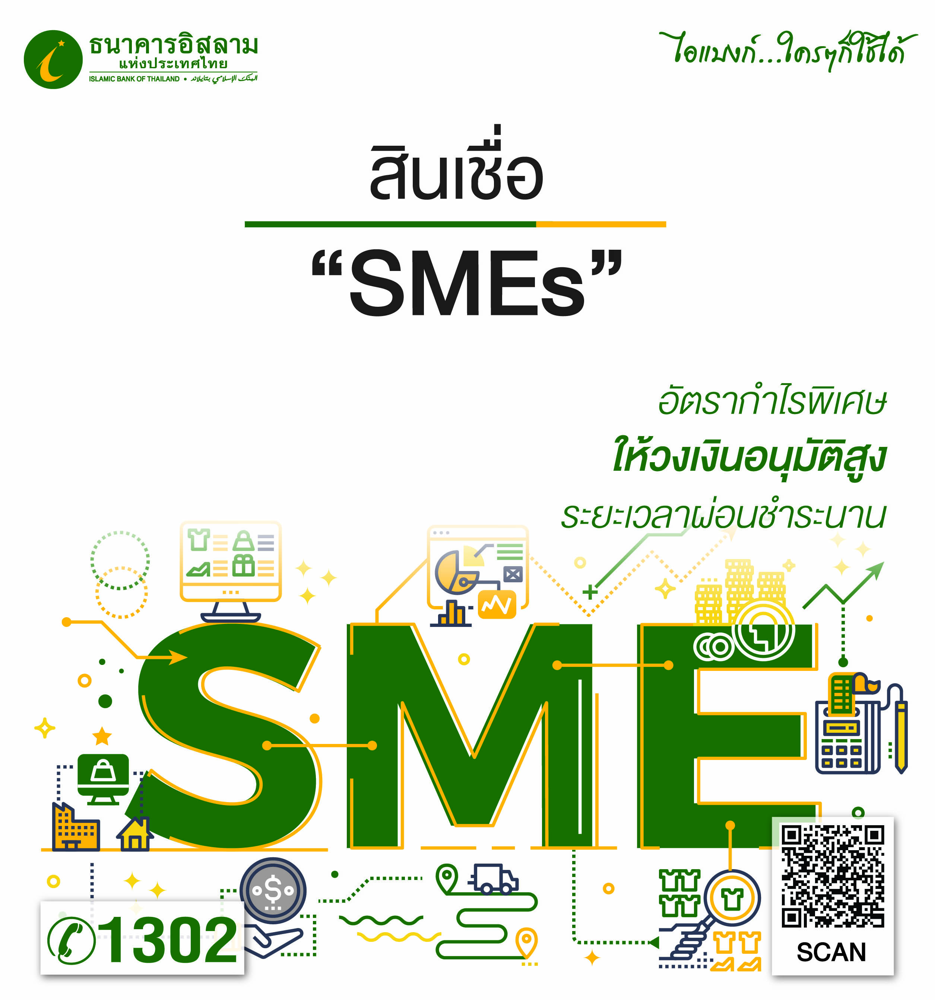 ธนาคารอิสลาม
แห่งประเทศไทย
ISLAMIC BANK OF THAILAND • البنك الإسلامي بتايلاند
ไอแบงก์...ใครๆก็ใช้ได้
สินเชื่อ
“SMEs”
อัตรากำไรพิเศษ
ให้วงเงินอนุมัติสูง
ระยะเวลาผ่อนชำระนาน
SME
$
1302
SCAN